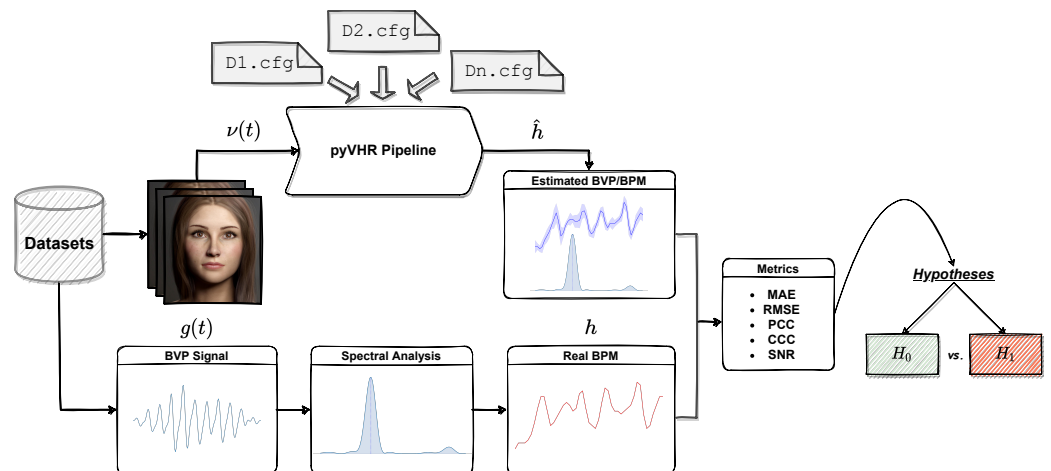 D1.cfg
D2.cfg
Dn.cfg
ν(t)
pyVHR Pipeline
ĥ
Estimated BVP/BPM
Datasets
g(t)
BVP Signal
Spectral Analysis
h
Real BPM
Metrics
• MAE
• RMSE
• PCC
• CCC
• SNR
Hypotheses
H₀ vs. H₁